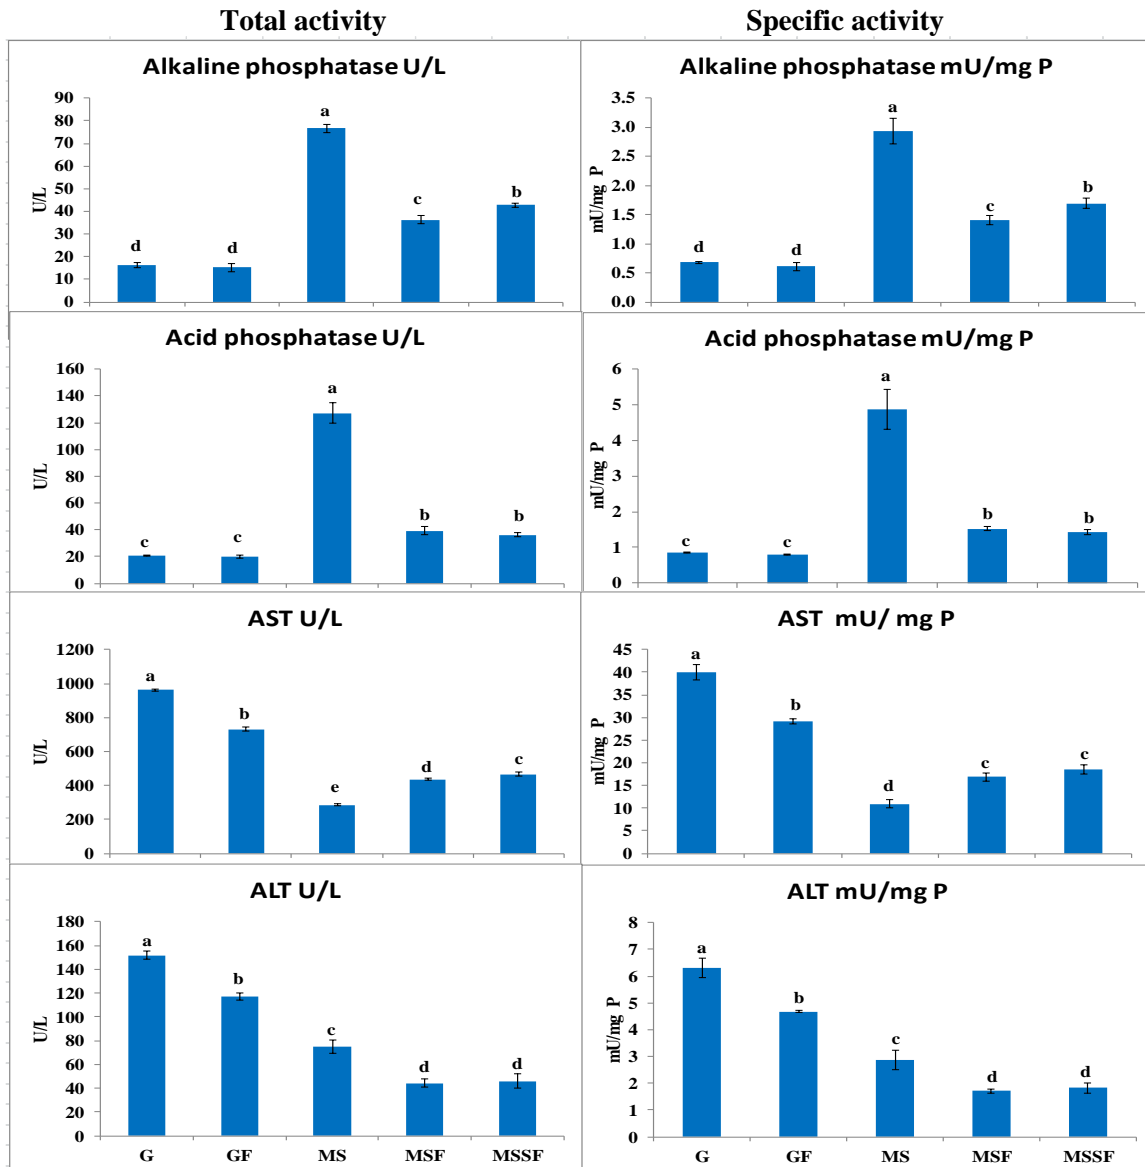 Total activity
Specific activity
Alkaline phosphatase U/L
90
80
70
60
50
40
30
20
10
0
U/L
d
d
a
c
b
Alkaline phosphatase mU/mg P
3.5
3.0
2.5
2.0
1.5
1.0
0.5
0.0
mU/mg P
d
d
a
c
b
Acid phosphatase U/L
160
140
120
100
80
60
40
20
0
U/L
c
c
a
b
b
Acid phosphatase mU/mg P
6
5
4
3
2
1
0
mU/mg P
c
c
a
b
b
AST U/L
1200
1000
800
600
400
200
0
U/L
a
b
e
d
c
AST mU/ mg P
45
40
35
30
25
20
15
10
5
0
mU/mg P
a
b
d
c
c
ALT U/L
180
160
140
120
100
80
60
40
20
0
U/L
a
b
c
d
d
G GF MS MSF MSSF
ALT mU/mg P
8
7
6
5
4
3
2
1
0
mU/mg P
a
b
c
d
d
G GF MS MSF MSSF